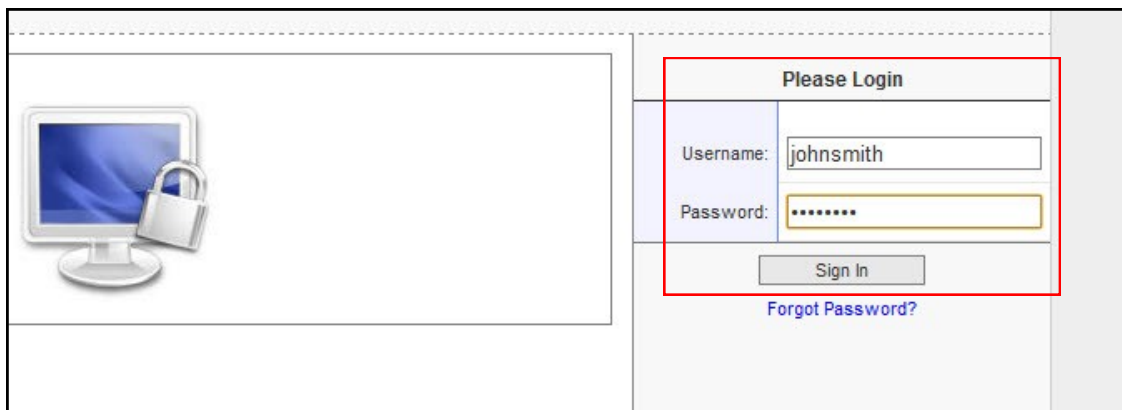 Please Login
Username: johnsmith
Password: ••••••••
Sign In
Forgot Password?